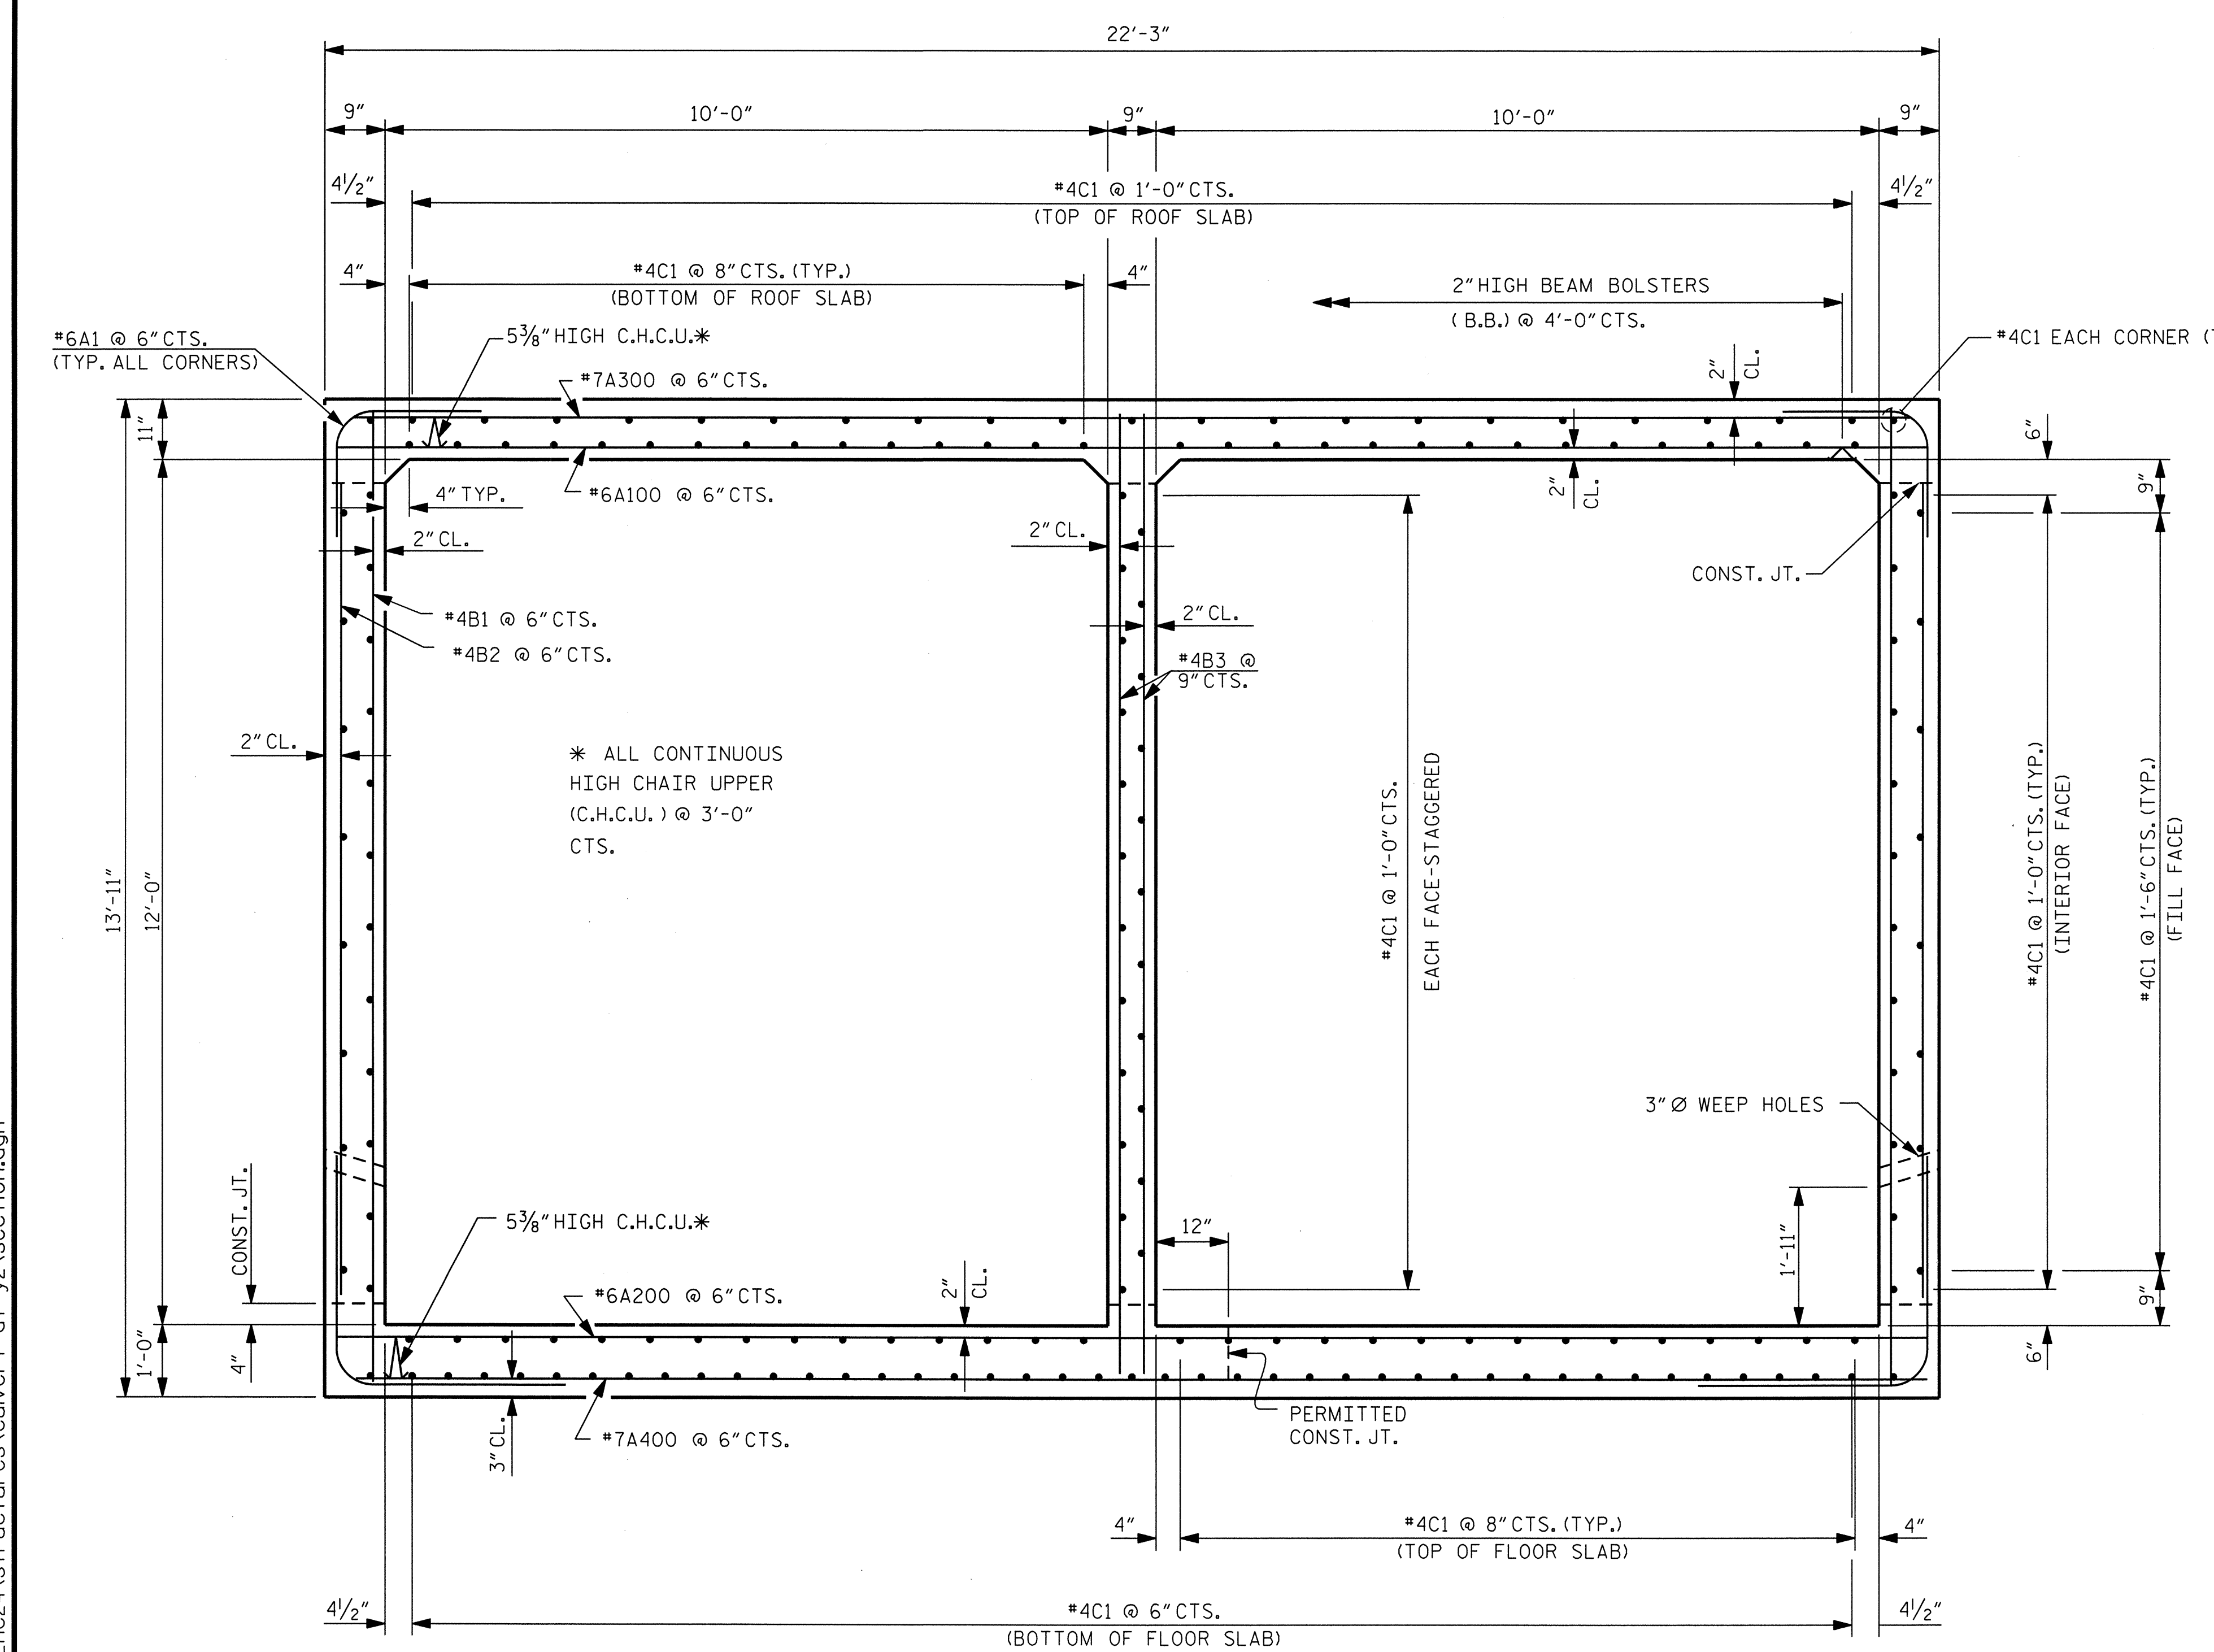 22'-3"
9"
10'-0"
9"
10'-0"
9"
4½"
#4C1 @ 1'-0" CTS.
(TOP OF ROOF SLAB)
4½"
4"
#4C1 @ 8" CTS. (TYP.)
(BOTTOM OF ROOF SLAB)
4"
2" HIGH BEAM BOLSTERS
(B.B.) @ 4'-0" CTS.
#6A1 @ 6" CTS.
(TYP. ALL CORNERS)
5⅜" HIGH C.H.C.U.*
#7A300 @ 6" CTS.
2"
CL.
#4C1 EACH CORNER
11"
6"
4" TYP.
#6A100 @ 6" CTS.
2"
CL.
9"
2" CL.
2" CL.
CONST. JT.
#4B1 @ 6" CTS.
#4B2 @ 6" CTS.
2" CL.
#4B3 @
9" CTS.
2" CL.
* ALL CONTINUOUS
HIGH CHAIR UPPER
(C.H.C.U.) @ 3'-0"
CTS.
13'-11"
12'-0"
#4C1 @ 1'-0" CTS.
EACH FACE-STAGGERED
#4C1 @ 1'-0" CTS. (TYP.)
(INTERIOR FACE)
#4C1 @ 1'-6" CTS. (TYP.)
(FILL FACE)
3" Ø WEEP HOLES
CONST. JT.
5⅜" HIGH C.H.C.U.*
12"
1'-11"
#6A200 @ 6" CTS.
2"
CL.
9"
1'-0"
4"
6"
3" CL.
#7A400 @ 6" CTS.
PERMITTED
CONST. JT.
4"
#4C1 @ 8" CTS. (TYP.)
(TOP OF FLOOR SLAB)
4"
4½"
#4C1 @ 6" CTS.
(BOTTOM OF FLOOR SLAB)
4½"